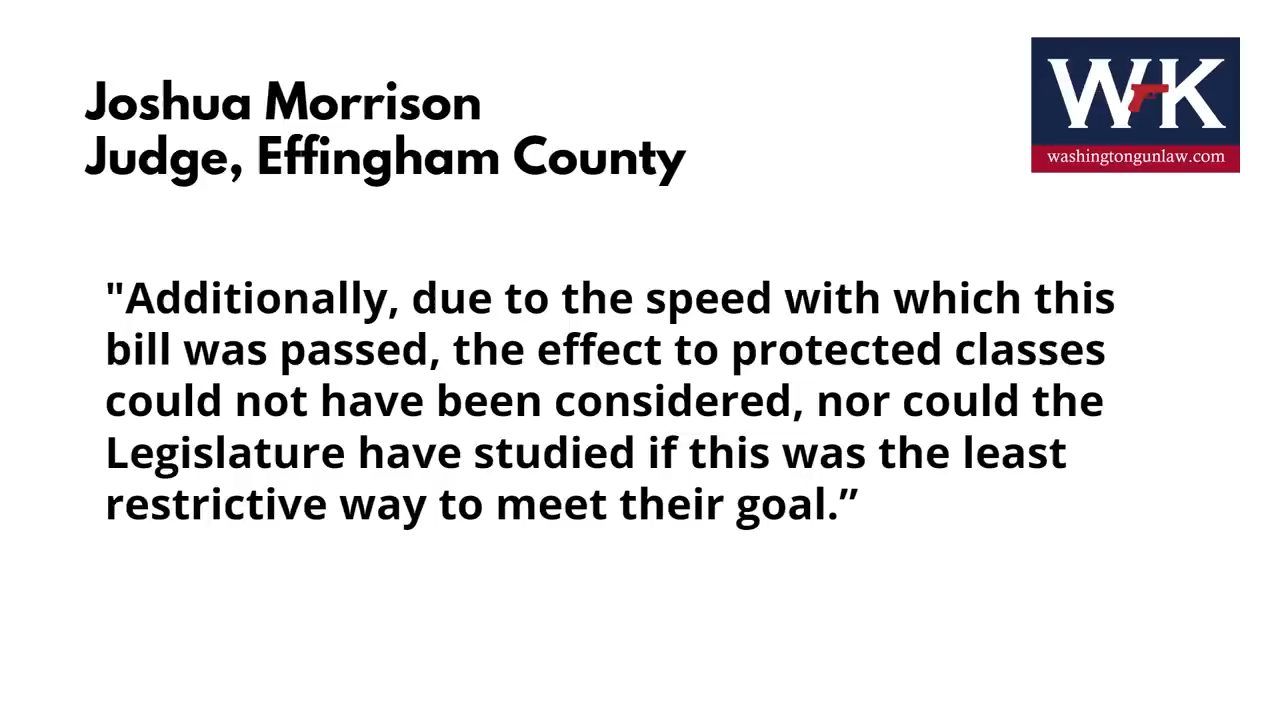 Joshua Morrison
Judge, Effingham County
WK
washingtongunlaw.com
"Additionally, due to the speed with which this
bill was passed, the effect to protected classes
could not have been considered, nor could the
Legislature have studied if this was the least
restrictive way to meet their goal.”